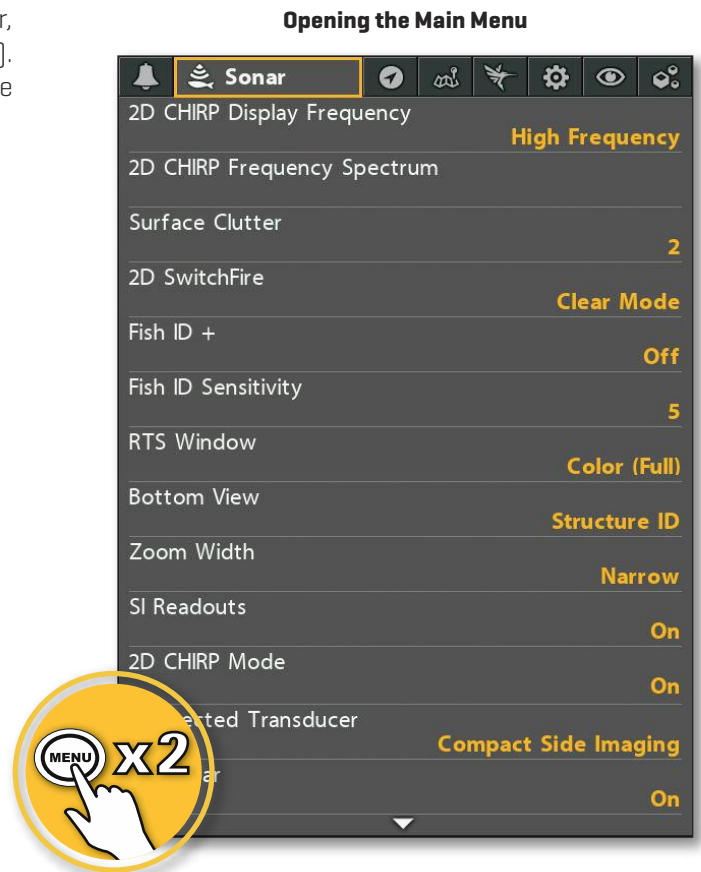 Opening the Main Menu
Sonar
2D CHIRP Display Frequency
High Frequency
2D CHIRP Frequency Spectrum
Surface Clutter
2
2D SwitchFire
Clear Mode
Fish ID +
Off
Fish ID Sensitivity
5
RTS Window
Color (Full)
Bottom View
Structure ID
Zoom Width
Narrow
SI Readouts
On
2D CHIRP Mode
On
Transducer
Compact Side Imaging
On
MENU x2